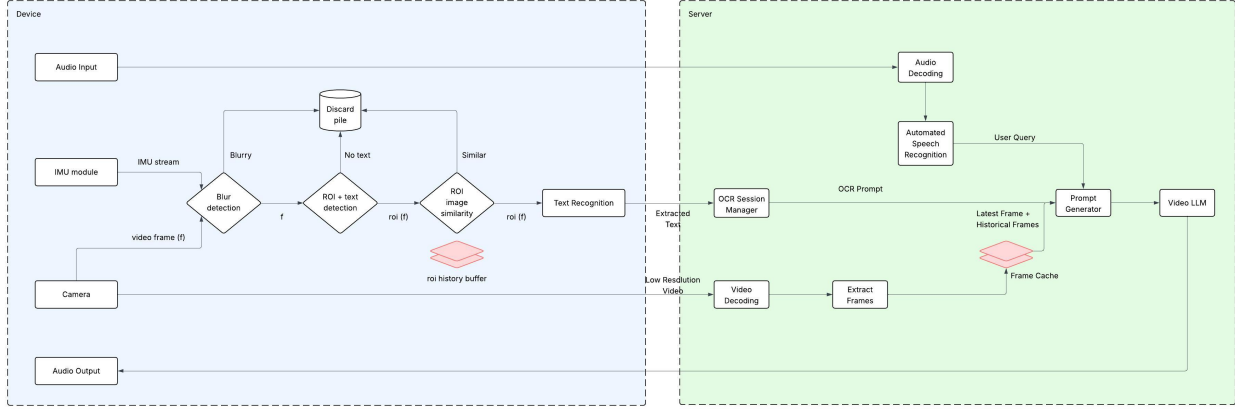 Device
Server
Audio Input
Audio
Decoding
Discard
pile
Automated
Speech
Recognition
User Query
Blurry
No text
Similar
IMU module
IMU stream
Blur
detection
f
ROI + text
detection
roi (f)
ROI
image
similarity
roi (f)
Text Recognition
Extracted
Text
OCR Session
Manager
OCR Prompt
Latest Frame +
Historical Frames
Prompt
Generator
Video LLM
video frame (f)
roi history buffer
Camera
Low Resolution
Video
Video
Decoding
Extract
Frames
Frame Cache
Audio Output